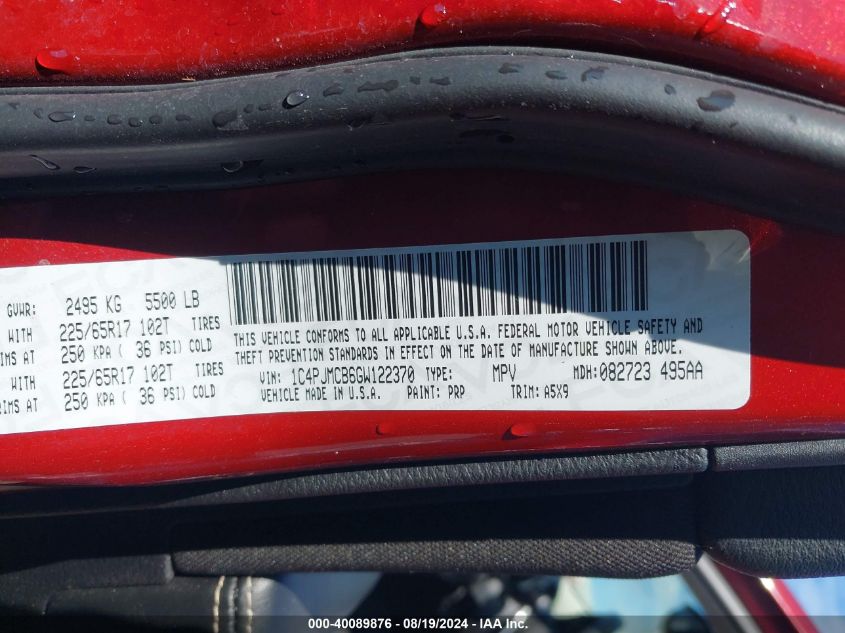 GVWR: 2495 KG 5500 LB
WITH 225/65R17 102T TIRES
IMS AT 250 KPA ( 36 PSI) COLD
225/65R17 102T
WITH TIRES
RIMS AT 250 KPA ( 36 PSI) COLD
THIS VEHICLE CONFORMS TO ALL APPLICABLE U.S.A. FEDERAL MOTOR VEHICLE SAFETY AND
THEFT PREVENTION STANDARDS IN EFFECT ON THE DATE OF MANUFACTURE SHOWN ABOVE.
VIN: 1C4PJMCB6GW122370 TYPE: MPV MDH: 082723 495AA
VEHICLE MADE IN U.S.A. PAINT: PRP TRIM: A5X9
000-40089876 - 08/19/2024 - IAA Inc.